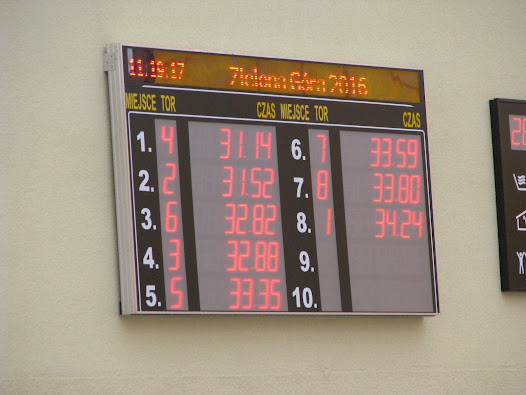 11.19.17 Zielona Góra 2016
MIEJSCE TOR CZAS MIEJSCE TOR CZAS
1. 4 31.14 6. 7 33.59
2. 2 31.52 7. 8 33.80
3. 6 32.82 8. 1 34.24
4. 3 32.88 9.
5. 5 33.35 10.